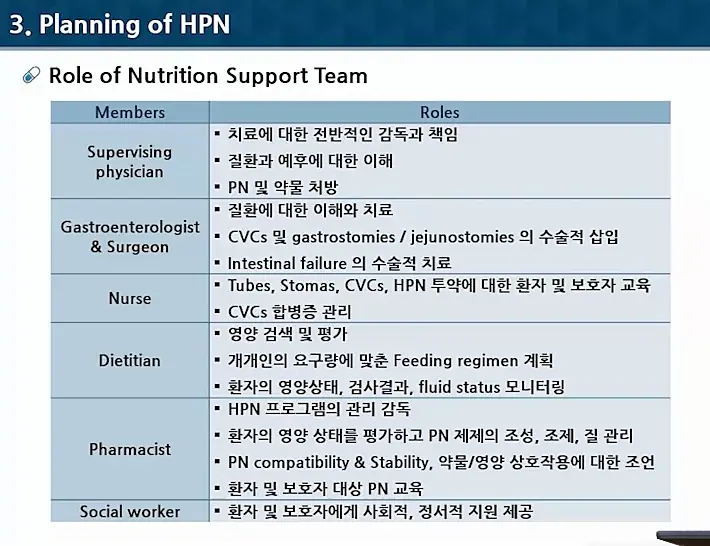 3. Planning of HPN
Role of Nutrition Support Team
Members
Roles
Supervising
physician
▪ 치료에 대한 전반적인 감독과 책임
▪ 질환과 예후에 대한 이해
▪ PN 및 약물 처방
Gastroenterologist
& Surgeon
▪ 질환에 대한 이해와 치료
▪ CVCs 및 gastrostomies / jejunostomies 의 수술적 삽입
▪ Intestinal failure 의 수술적 치료
Nurse
▪ Tubes, Stomas, CVCs, HPN 투약에 대한 환자 및 보호자 교육
▪ CVCs 합병증 관리
Dietitian
▪ 영양 검색 및 평가
▪ 개개인의 요구량에 맞춘 Feeding regimen 계획
▪ 환자의 영양상태, 검사결과, fluid status 모니터링
Pharmacist
▪ HPN 프로그램의 관리 감독
▪ 환자의 영양 상태를 평가하고 PN 제제의 조성, 조제, 질 관리
▪ PN compatibility & Stability, 약물/영양 상호작용에 대한 조언
▪ 환자 및 보호자 대상 PN 교육
Social worker
▪ 환자 및 보호자에게 사회적, 정서적 지원 제공